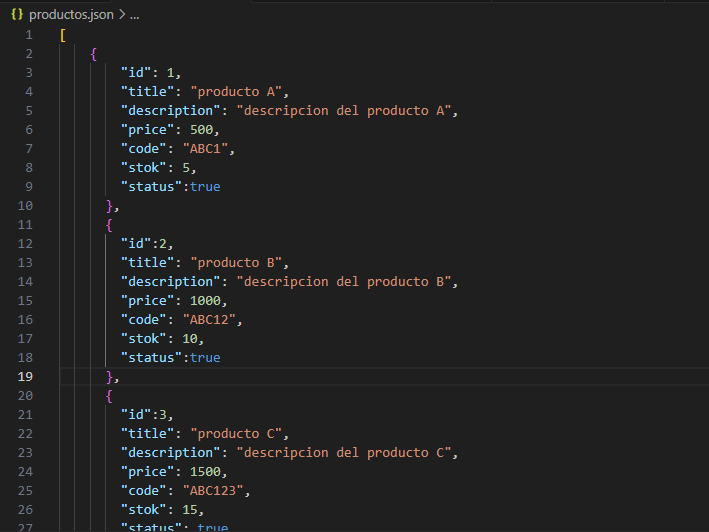 {} productos.json > ...
1 [
2 {
3 "id": 1,
4 "title": "producto A",
5 "description": "descripcion del producto A",
6 "price": 500,
7 "code": "ABC1",
8 "stok": 5,
9 "status":true
10 },
11 {
12 "id":2,
13 "title": "producto B",
14 "description": "descripcion del producto B",
15 "price": 1000,
16 "code": "ABC12",
17 "stok": 10,
18 "status":true
19 },
20 {
21 "id":3,
22 "title": "producto C",
23 "description": "descripcion del producto C",
24 "price": 1500,
25 "code": "ABC123",
26 "stok": 15,
27 "status": true